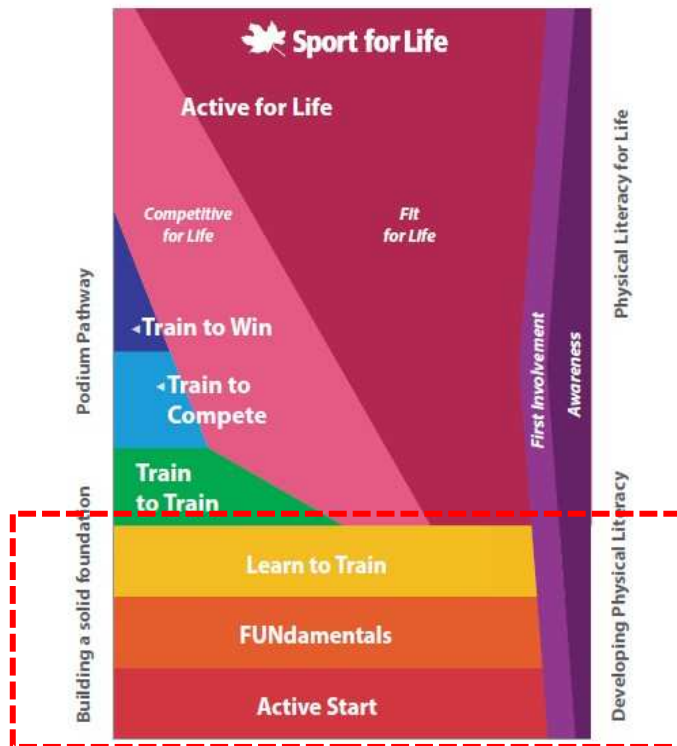 Sport for Life
Active for Life
Competitive
for Life
Fit
for Life
Train to Win
Train to
Compete
Train
to Train
Learn to Train
FUNdamentals
Active Start
First Involvement
Awareness
Podium Pathway
Building a solid foundation
Physical Literacy for Life
Developing Physical Literacy